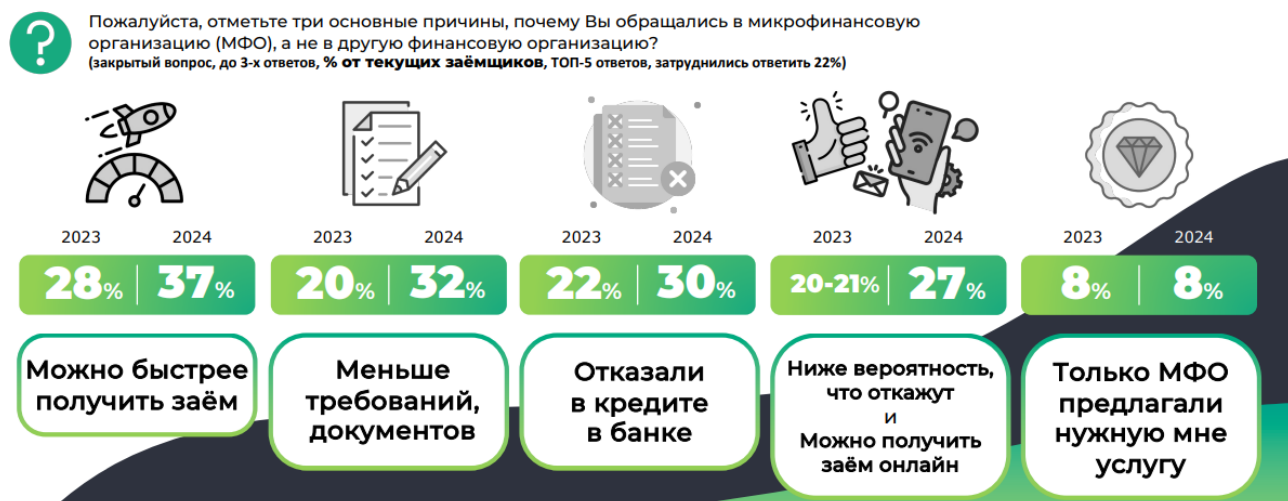 ?
Пожалуйста, отметьте три основные причины, почему Вы обращались в микрофинансовую
организацию (МФО), а не в другую финансовую организацию?
(закрытый вопрос, до 3-х ответов, % от текущих заёмщиков, ТОП-5 ответов, затруднились ответить 22%)
2023 2024
28% 37%
Можно быстрее
получить заём
2023 2024
20% 32%
Меньше
требований,
документов
2023 2024
22% 30%
Отказали
в кредите
в банке
2023 2024
20-21% 27%
Ниже вероятность,
что откажут
и
Можно получить
заём онлайн
2023 2024
8% 8%
Только МФО
предлагали
нужную мне
услугу